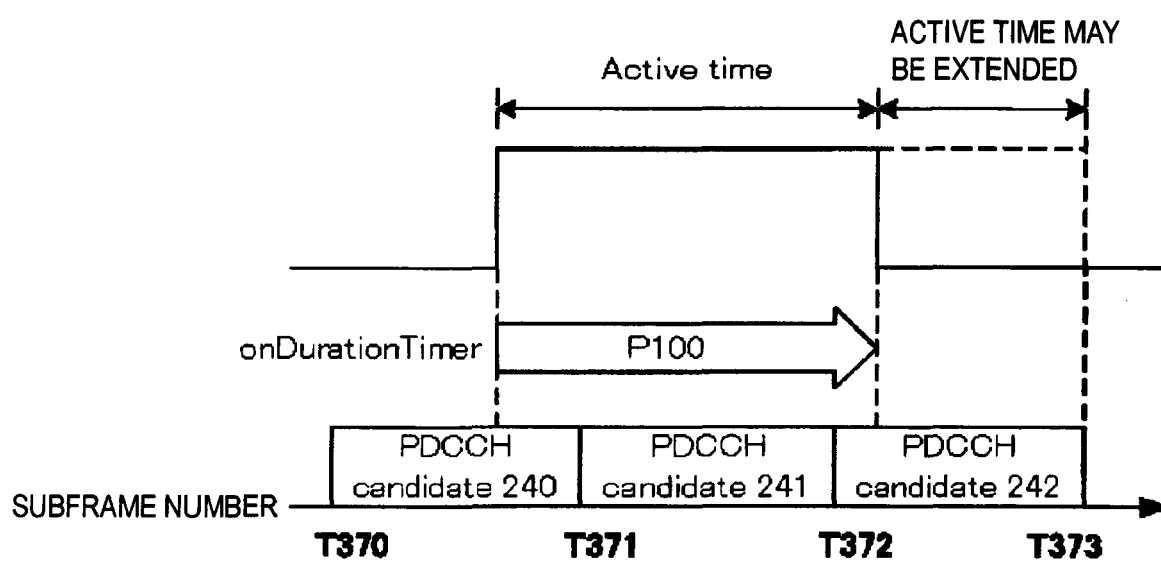 ACTIVE TIME MAY
BE EXTENDED
Active time
onDurationTimer
P100
PDCCH
candidate 240
PDCCH
candidate 241
PDCCH
candidate 242
SUBFRAME NUMBER
T370
T371
T372
T373